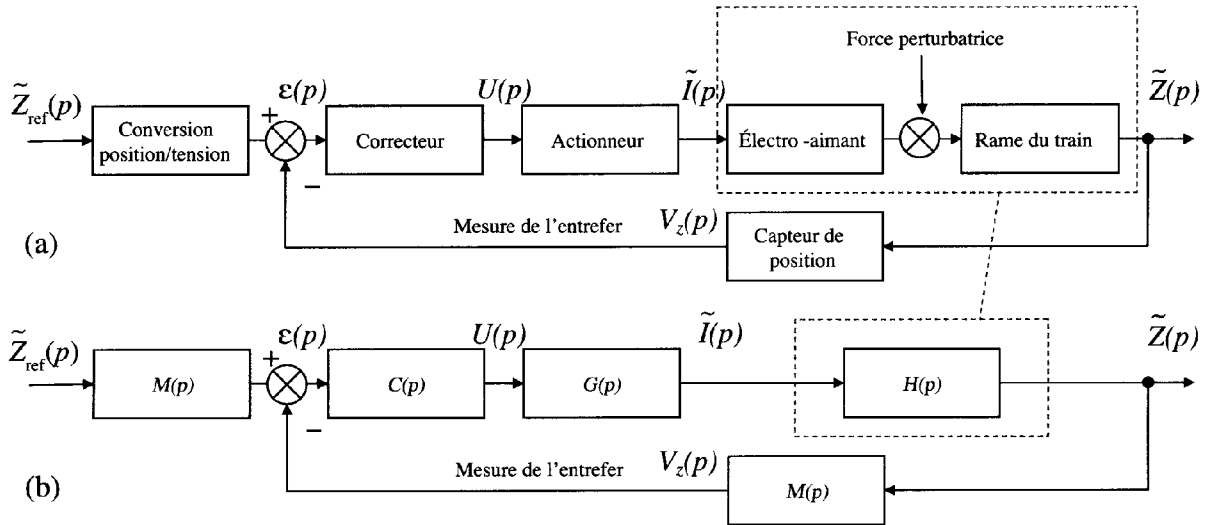 Force perturbatrice
Z̃ref(p)
ε(p)
U(p)
Ĩ(p)
Z̃(p)
+
Conversion
position/tension
Correcteur
Actionneur
Électro -aimant
Rame du train
−
Mesure de l'entrefer
Vz(p)
Capteur de
position
(a)
Z̃ref(p)
ε(p)
U(p)
Ĩ(p)
Z̃(p)
+
M(p)
C(p)
G(p)
H(p)
−
Mesure de l'entrefer
Vz(p)
M(p)
(b)